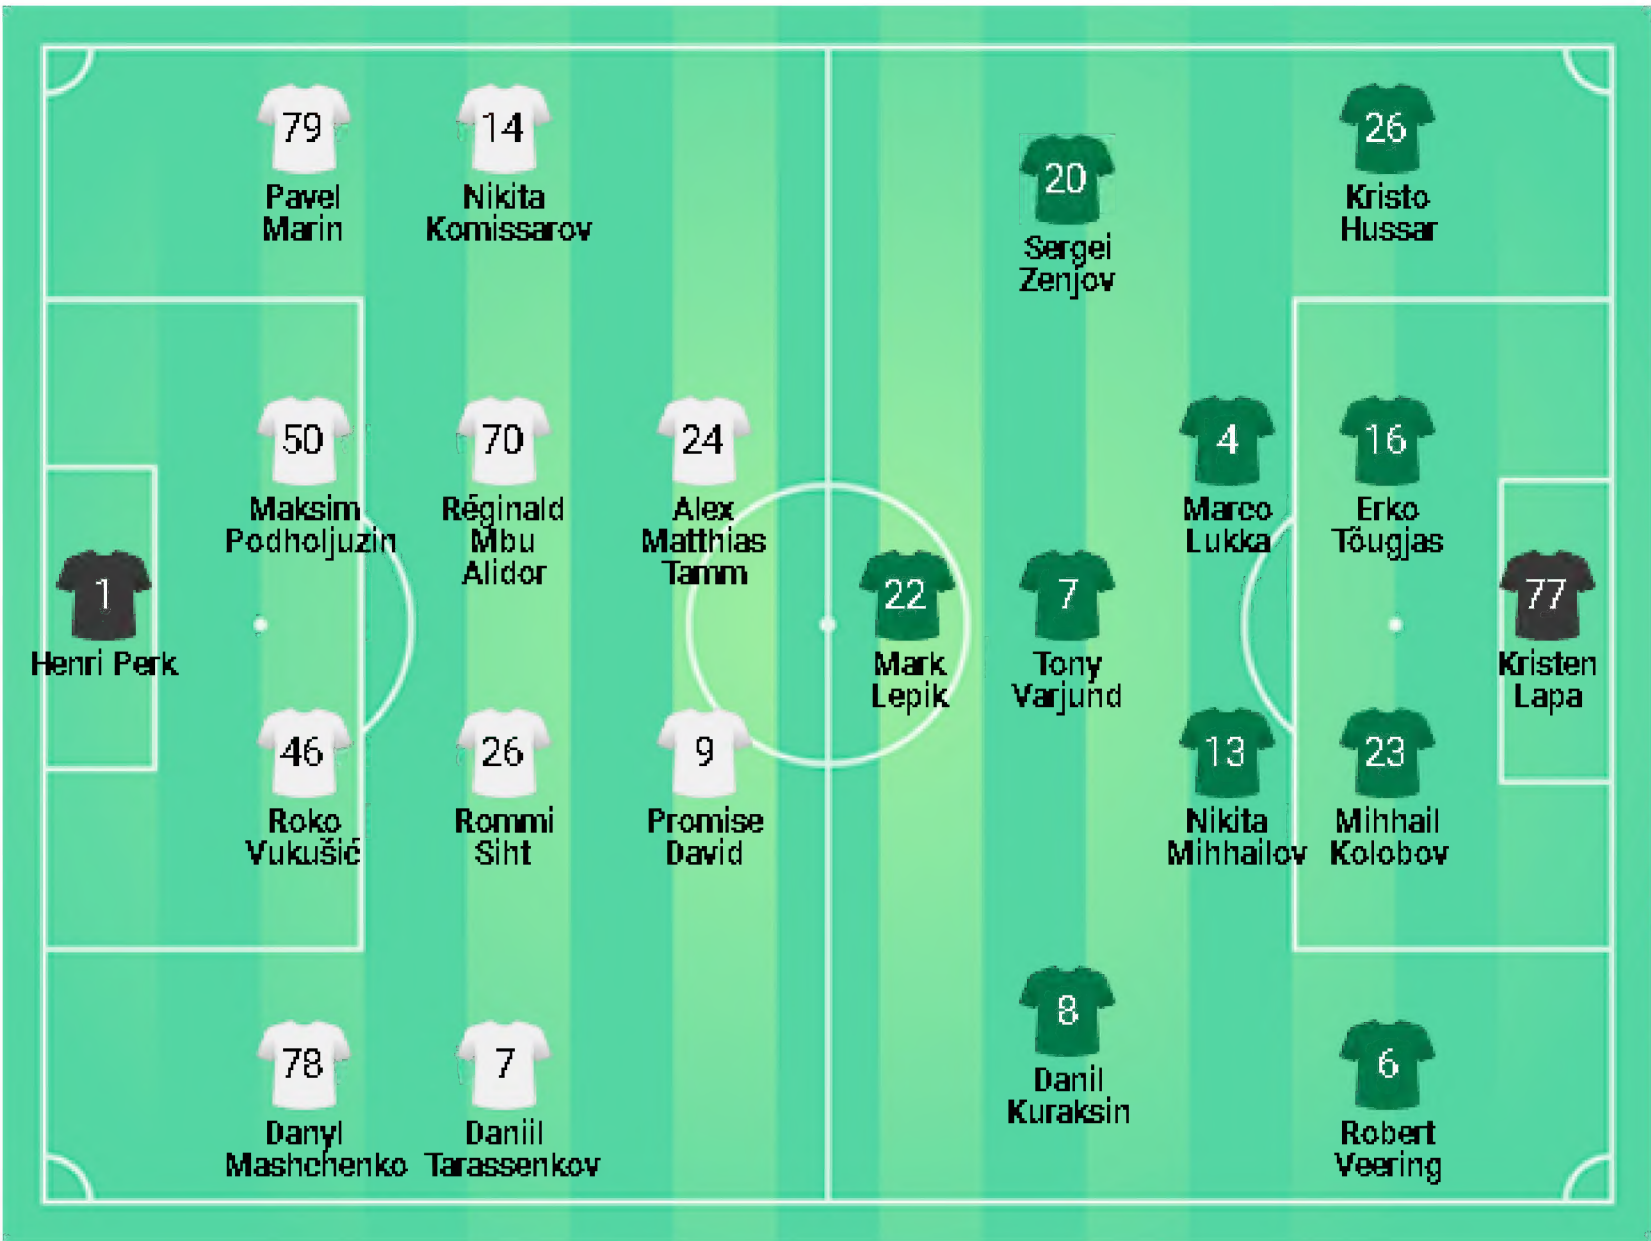 79
Pavel
Marin
14
Nikita
Komissarov
20
Sergei
Zenjov
26
Kristo
Hussar
50
Maksim
Podholjuzin
70
Réginald
Mbu
Alidor
24
Alex
Matthias
Tamm
4
Marco
Lukka
16
Erko
Tõugjas
1
Henri Perk
22
Mark
Lepik
7
Tony
Varjund
77
Kristen
Lapa
46
Roko
Vukušić
26
Rommi
Siht
9
Promise
David
13
Nikita
Mihhailov
23
Mihhail
Kolobov
78
Danyl
Mashchenko
7
Daniil
Tarassenkov
8
Danil
Kuraksin
6
Robert
Veering